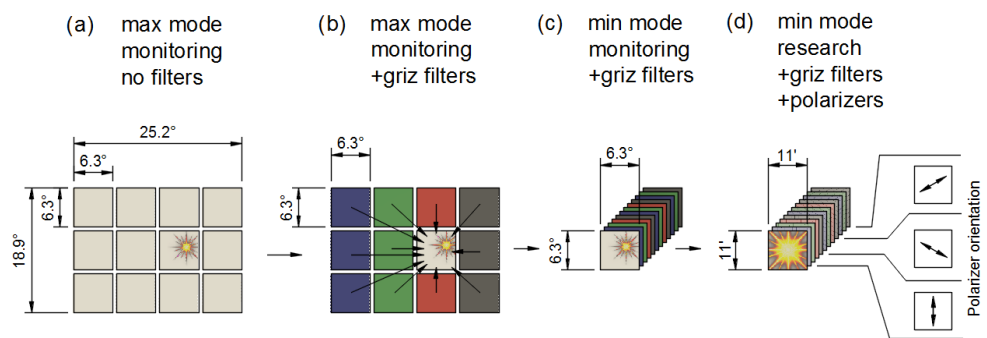 (a) max mode
monitoring
no filters
(b) max mode
monitoring
+griz filters
(c) min mode
monitoring
+griz filters
(d) min mode
research
+griz filters
+polarizers
25.2°
6.3°
6.3°
18.9°
6.3°
6.3°
6.3°
6.3°
11'
11'
Polarizer orientation